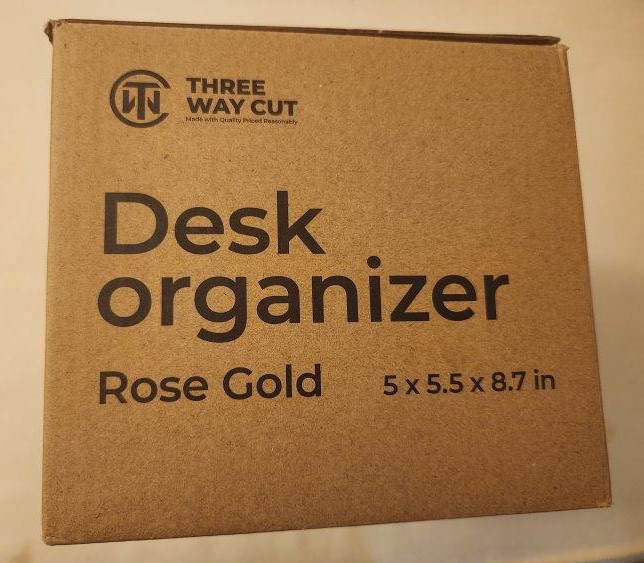 THREE
WAY CUT
Made with Quality Priced Reasonably
Desk
organizer
Rose Gold
5 x 5.5 x 8.7 in